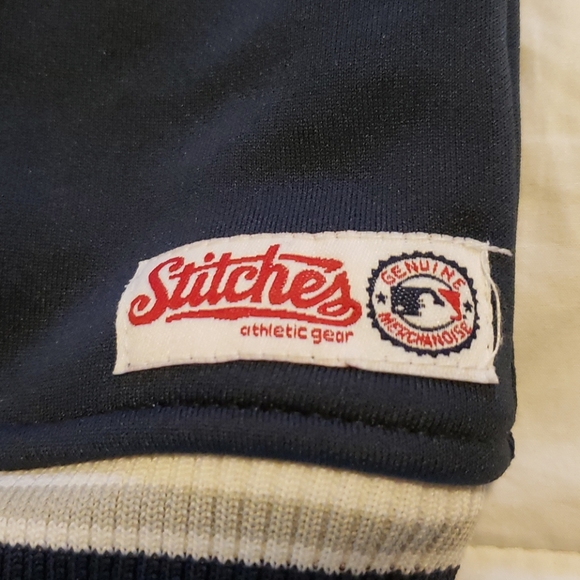 Stitches
athletic gear
GENUINE
MERCHANDISE